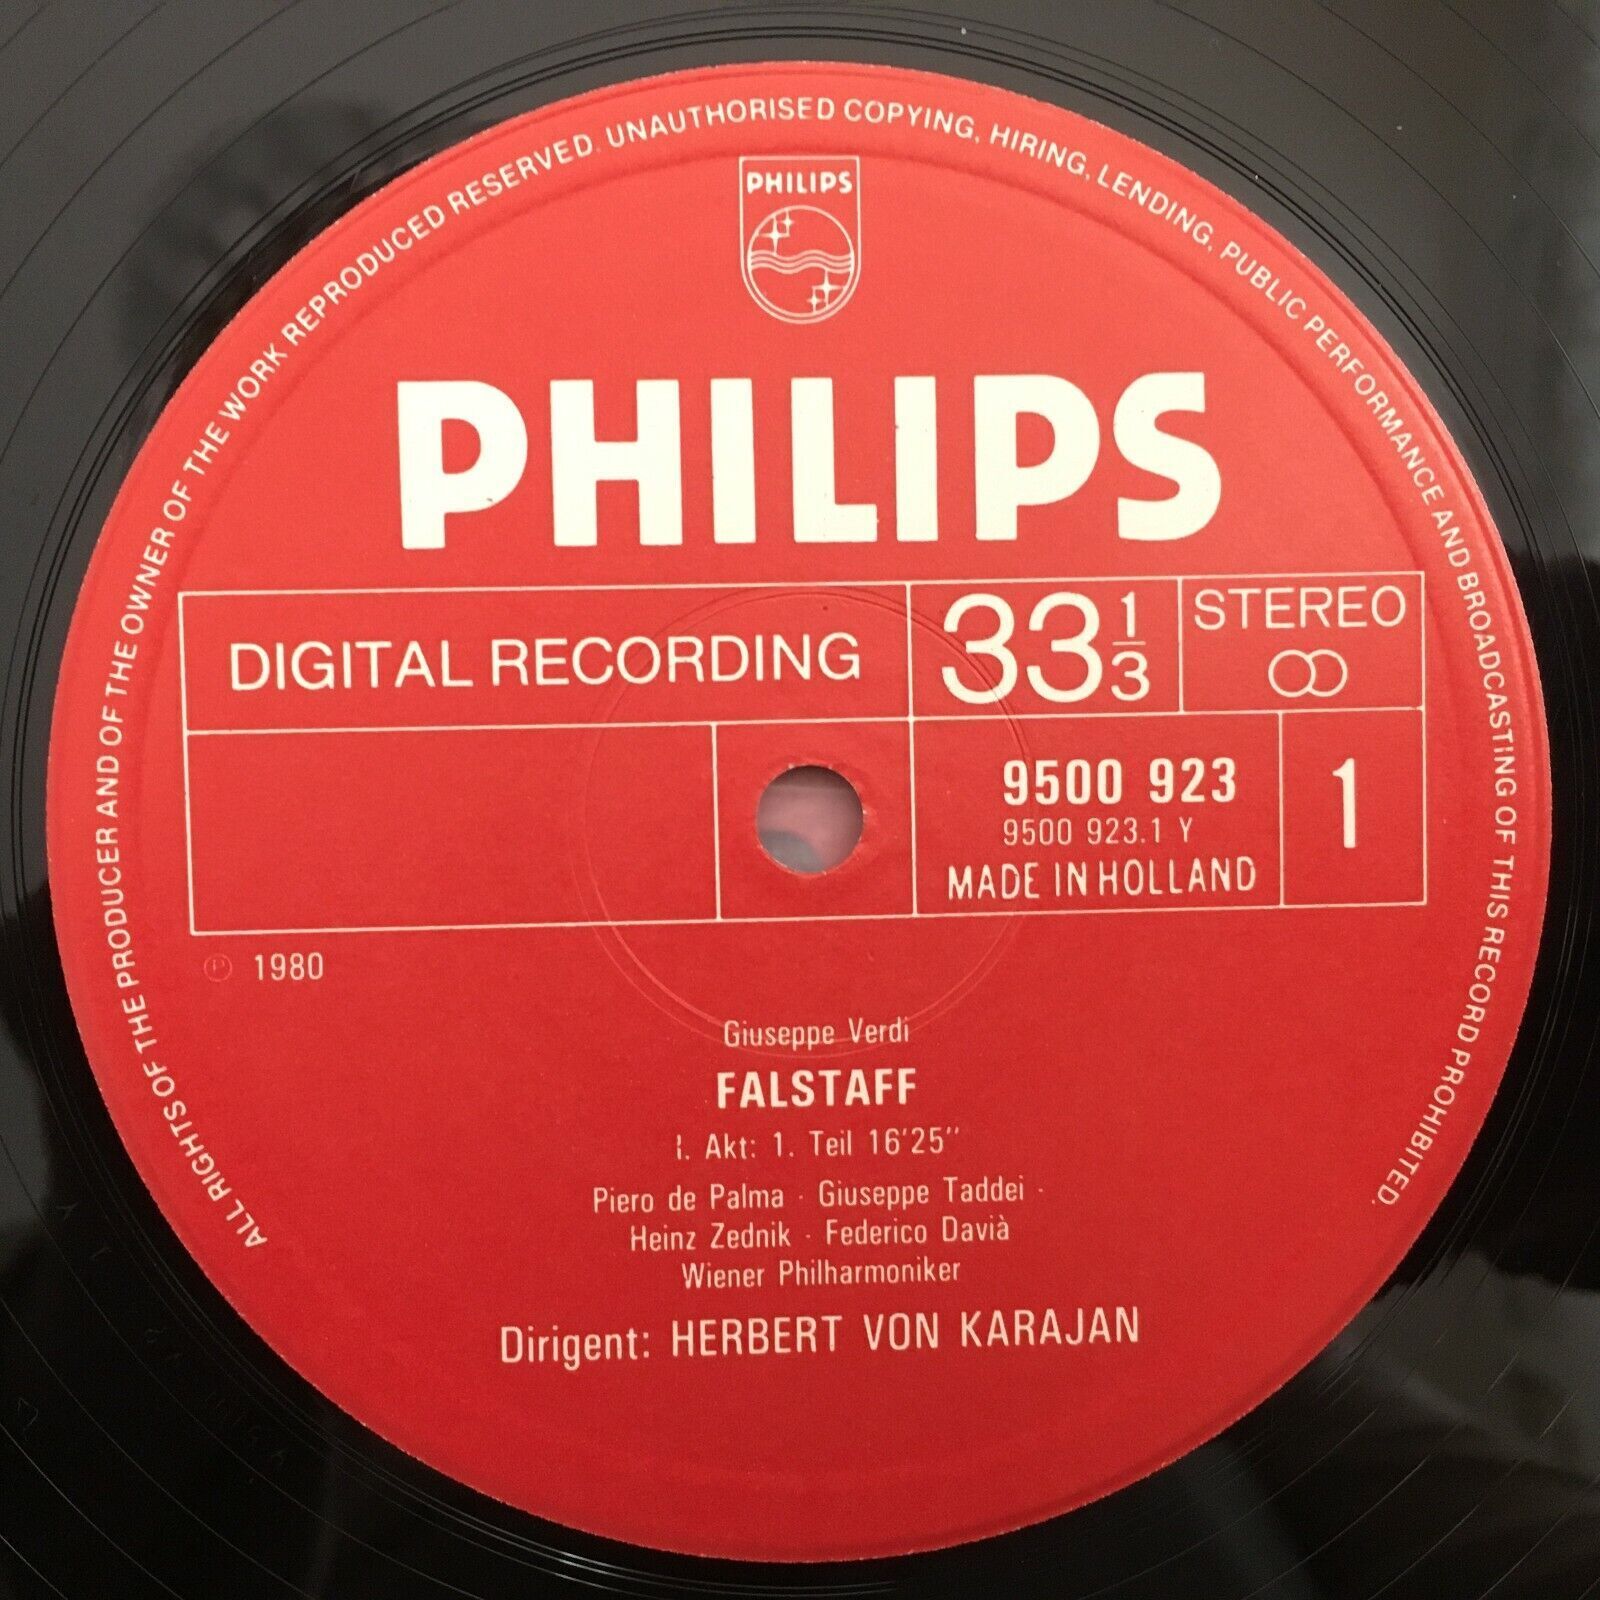 ALL RIGHTS OF THE PRODUCER AND OF THE OWNER OF THE WORK REPRODUCED RESERVED. UNAUTHORISED COPYING, HIRING, LENDING, PUBLIC PERFORMANCE AND BROADCASTING OF THIS RECORD PROHIBITED.
PHILIPS
PHILIPS
DIGITAL RECORDING
33 1/3
STEREO
9500 923
9500 923.1 Y
MADE IN HOLLAND
1
℗ 1980
Giuseppe Verdi
FALSTAFF
I. Akt: 1. Teil 16'25''
Piero de Palma · Giuseppe Taddei ·
Heinz Zednik · Federico Davià
Wiener Philharmoniker
Dirigent: HERBERT VON KARAJAN